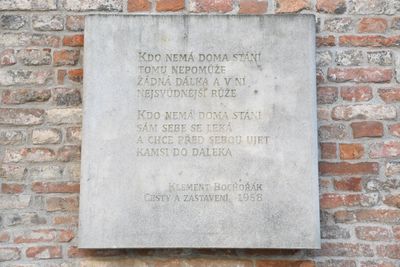 KDO NEMÁ DOMA STÁNÍ
TOMU NEPOMŮŽE
ŽÁDNÁ DÁLKA A V NÍ
NEJSVŮDNEJŠÍ RŮŽE
KDO NEMÁ DOMA STÁNÍ
SÁM SEBE SE LEKÁ
A CHCE PŘED SEBOU UJET
KAMSI DO DALEKA
KLEMENT BOCHOŘÁK
CESTY A ZASTAVENÍ, 1958